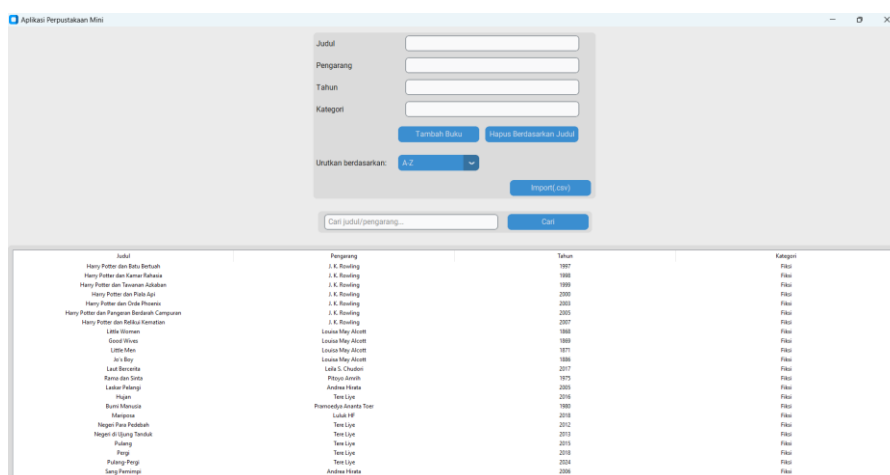 Aplikasi Perpustakaan Mini
Judul
Pengarang
Tahun
Kategori
Tambah Buku Hapus Berdasarkan Judul
Urutkan berdasarkan: A-Z
Import(.csv)
Cari judul/pengarang... Cari
Judul Pengarang Tahun Kategori
Harry Potter dan Batu Bertuah J. K. Rowling 1997 Fiksi
Harry Potter dan Kamar Rahasia J. K. Rowling 1998 Fiksi
Harry Potter dan Tawanan Azkaban J. K. Rowling 1999 Fiksi
Harry Potter dan Piala Api J. K. Rowling 2000 Fiksi
Harry Potter dan Orde Phoenix J. K. Rowling 2003 Fiksi
Harry Potter dan Pangeran Berdarah Campuran J. K. Rowling 2005 Fiksi
Harry Potter dan Relikui Kematian J. K. Rowling 2007 Fiksi
Little Women Louisa May Alcott 1868 Fiksi
Good Wives Louisa May Alcott 1869 Fiksi
Little Men Louisa May Alcott 1871 Fiksi
Jo's Boy Louisa May Alcott 1886 Fiksi
Laut Bercerita Leila S. Chudori 2017 Fiksi
Rama dan Sinta Pitoyo Amrih 1975 Fiksi
Laskar Pelangi Andrea Hirata 2005 Fiksi
Hujan Tere Liye 2016 Fiksi
Bumi Manusia Pramoedya Ananta Toer 1980 Fiksi
Mariposa Luluk HF 2018 Fiksi
Negeri Para Pedebah Tere Liye 2012 Fiksi
Negeri di Ujung Tanduk Tere Liye 2013 Fiksi
Pulang Tere Liye 2015 Fiksi
Pergi Tere Liye 2018 Fiksi
Pulang-Pergi Tere Liye 2024 Fiksi
Sang Pemimpi Andrea Hirata 2006 Fiksi